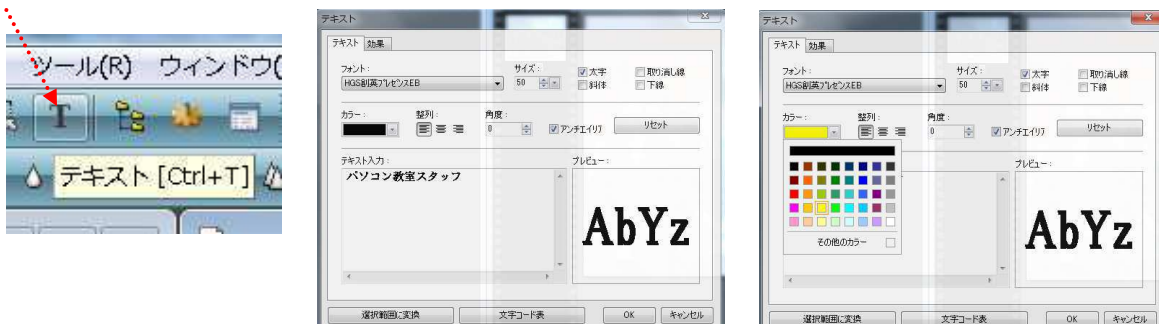 ツール(R) ウィンドウ(
T
テキスト [Ctrl+T]
テキスト
テキスト 効果
フォント: サイズ:
HGS創英プレゼンスEB 50 太字 取り消し線
斜体 下線
カラー: 整列: 角度:
0 アンチエイリア リセット
テキスト入力: プレビュー:
パソコン教室スタッフ
AbYz
選択範囲に変換 文字コード表 OK キャンセル
テキスト
テキスト 効果
フォント: サイズ:
HGS創英プレゼンスEB 50 太字 取り消し線
斜体 下線
カラー: 整列: 角度:
0 アンチエイリア リセット
プレビュー:
AbYz
その他のカラー
選択範囲に変換 文字コード表 OK キャンセル